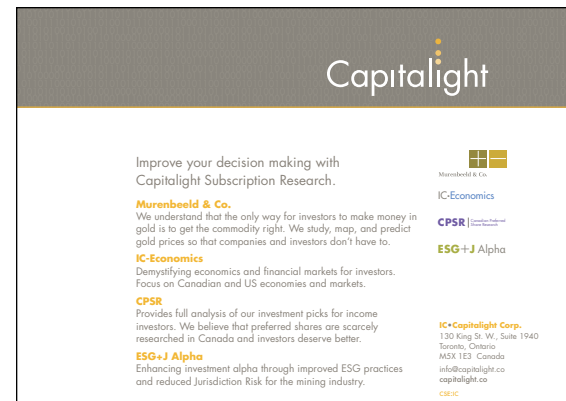 Capitalight
Improve your decision making with
Capitalight Subscription Research.
Murenbeeld & Co.
We understand that the only way for investors to make money in
gold is to get the commodity right. We study, map, and predict
gold prices so that companies and investors don't have to.
IC-Economics
Demystifying economics and financial markets for investors.
Focus on Canadian and US economies and markets.
CPSR
Provides full analysis of our investment picks for income
investors. We believe that preferred shares are scarcely
researched in Canada and investors deserve better.
ESG+J Alpha
Enhancing investment alpha through improved ESG practices
and reduced Jurisdiction Risk for the mining industry.
Murenbeeld & Co.
IC-Economics
CPSR Canadian Preferred
Share Research
ESG+J Alpha
IC•Capitalight Corp.
130 King St. W., Suite 1940
Toronto, Ontario
M5X 1E3 Canada
info@capitalight.co
capitalight.co
CSE:IC